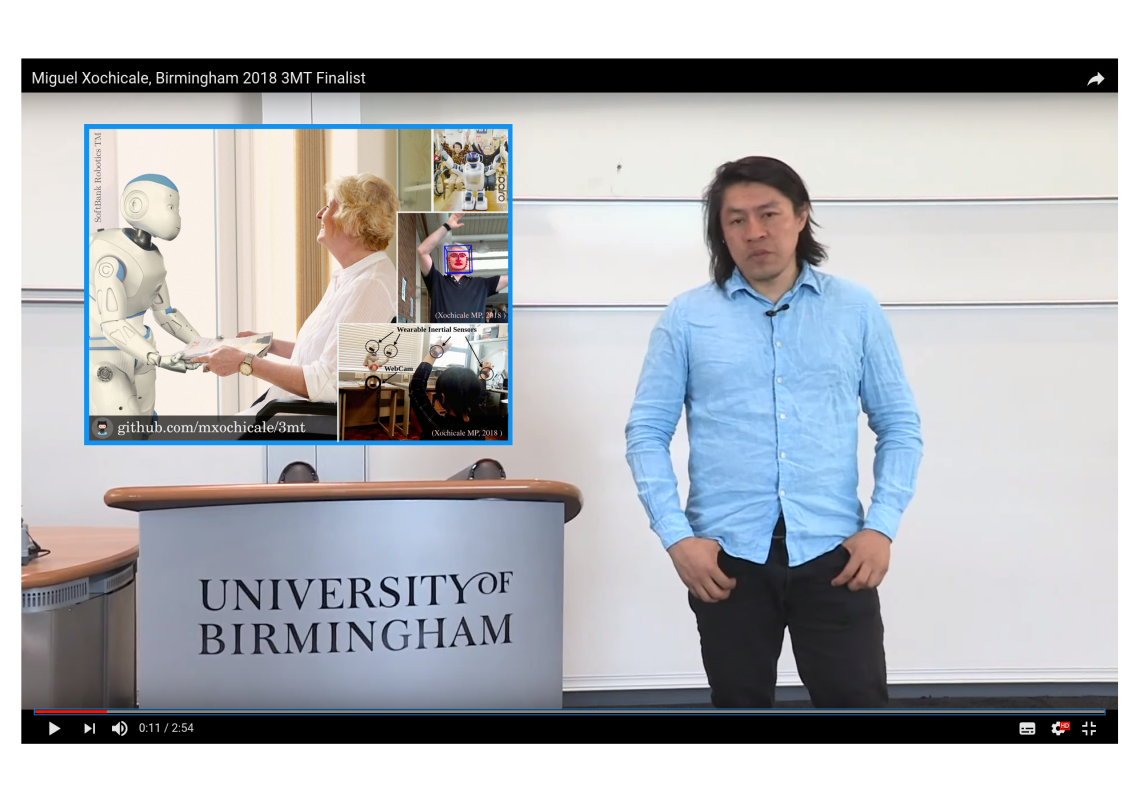 Miguel Xochicale, Birmingham 2018 3MT Finalist
SoftBank Robotics TM
(Xochicale MP, 2018 )
Wearable Inertial Sensors
WebCam
(Xochicale MP, 2018 )
github.com/mxochicale/3mt
UNIVERSITY OF
BIRMINGHAM
0:11 / 2:54
HD